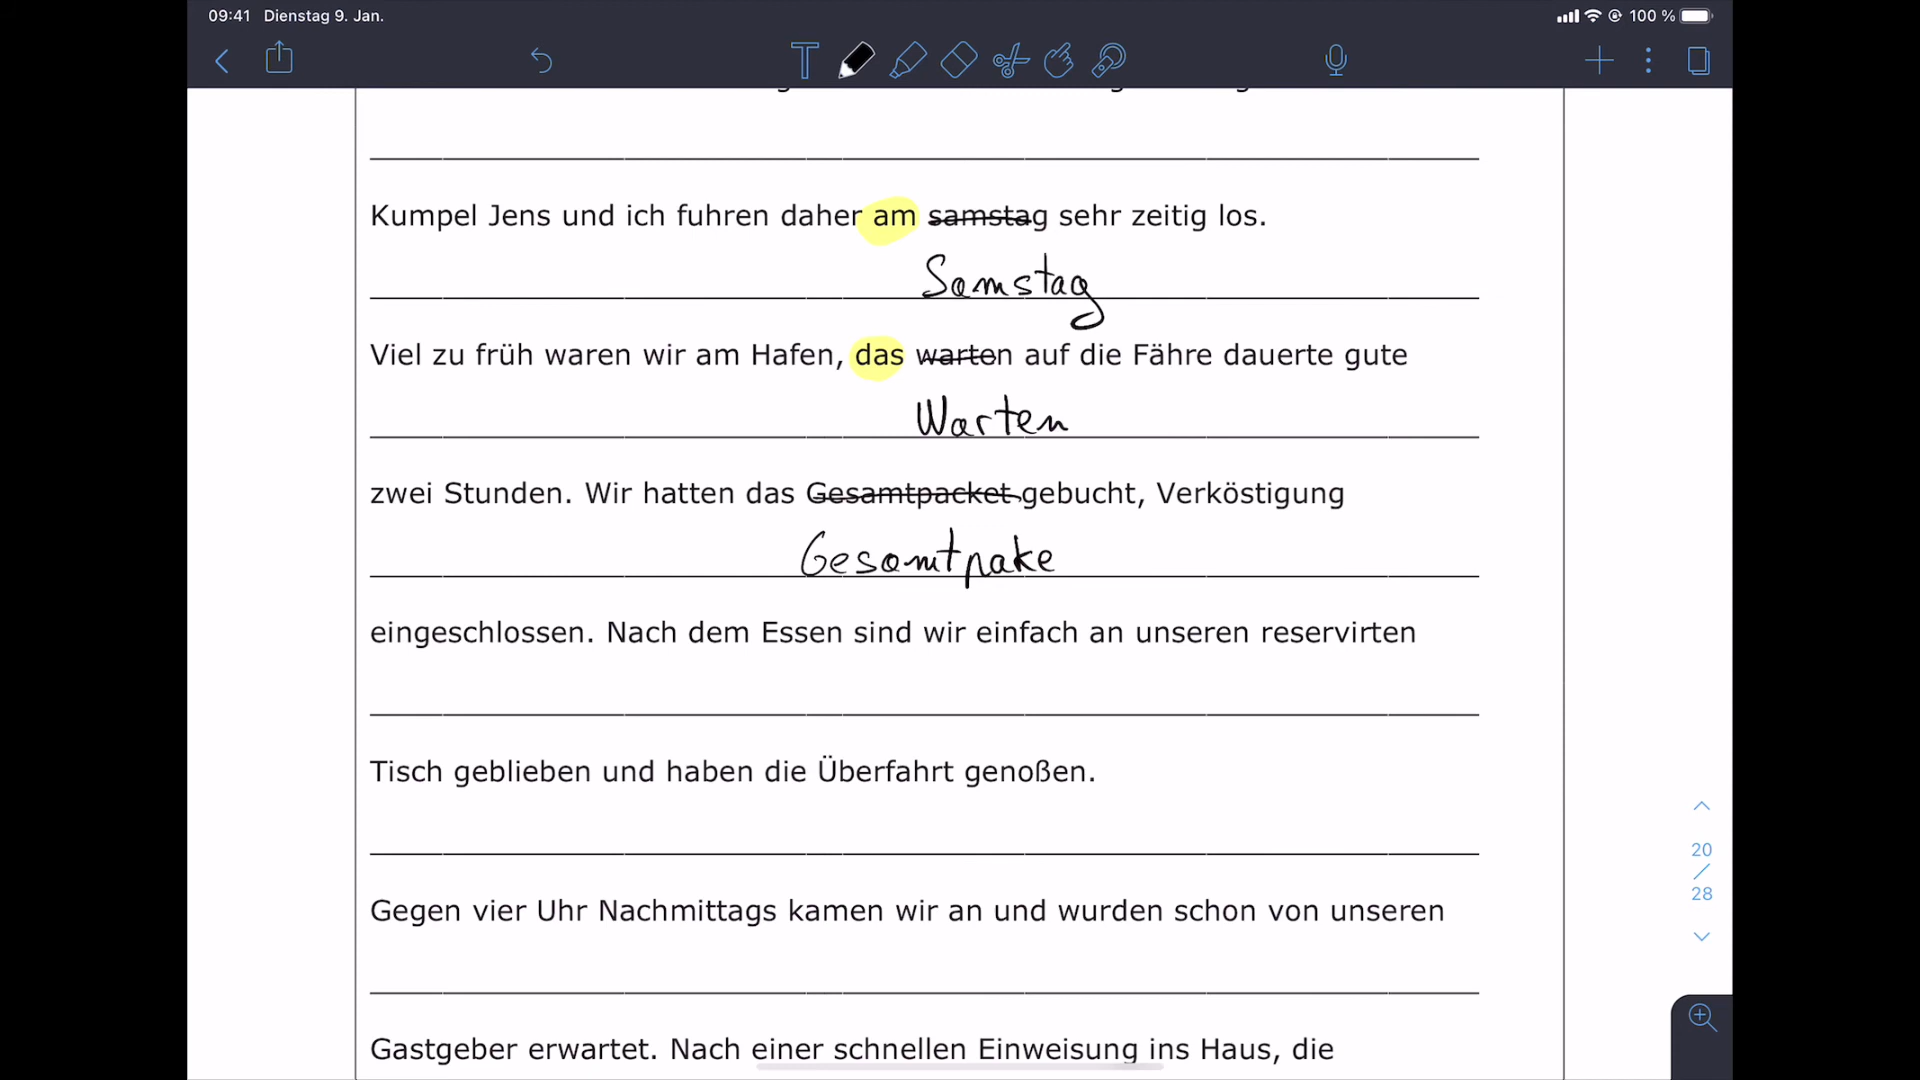 09:41 Dienstag 9. Jan. 100 %
Kumpel Jens und ich fuhren daher am samstag sehr zeitig los.
Samstag
Viel zu früh waren wir am Hafen, das warten auf die Fähre dauerte gute
Warten
zwei Stunden. Wir hatten das Gesamtpacket gebucht, Verköstigung
Gesamtpake
eingeschlossen. Nach dem Essen sind wir einfach an unseren reservirten
Tisch geblieben und haben die Überfahrt genoßen.
20
/
28
Gegen vier Uhr Nachmittags kamen wir an und wurden schon von unseren
Gastgeber erwartet. Nach einer schnellen Einweisung ins Haus, die